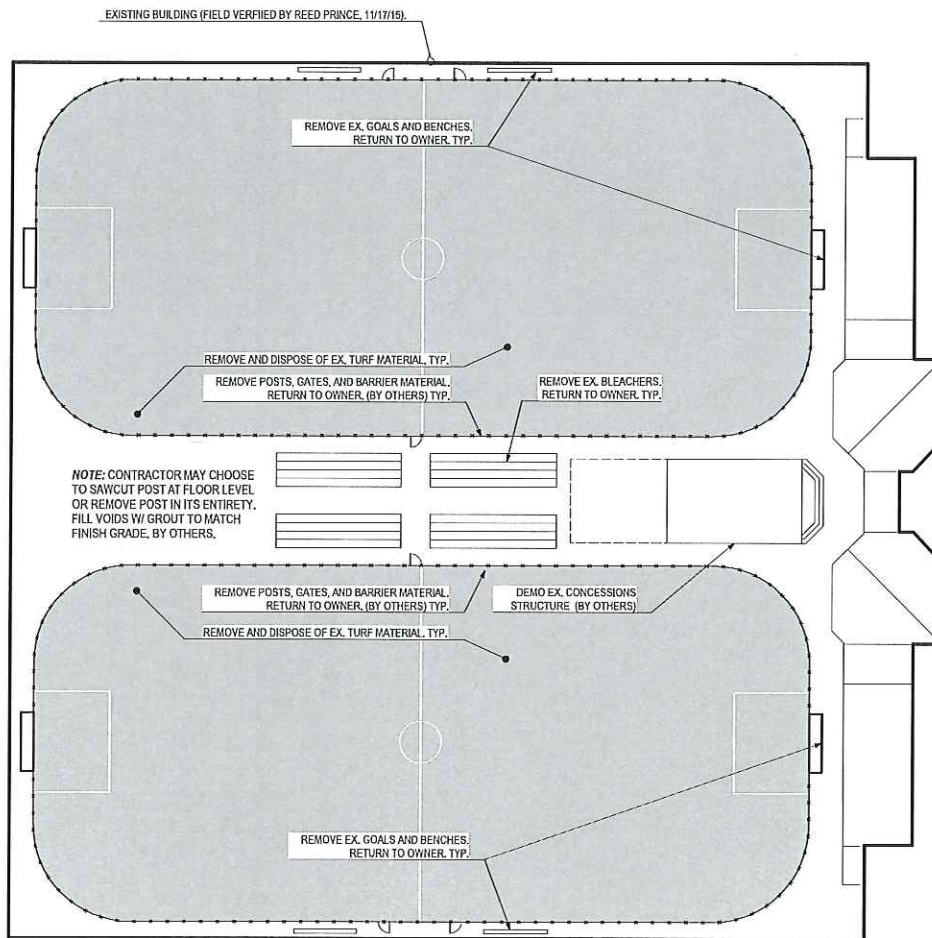 EXISTING BUILDING (FIELD VERFIIED BY REED PRINCE, 11/17/15).
REMOVE EX. GOALS AND BENCHES.
RETURN TO OWNER. TYP.
REMOVE AND DISPOSE OF EX. TURF MATERIAL. TYP.
REMOVE POSTS, GATES, AND BARRIER MATERIAL.
RETURN TO OWNER. (BY OTHERS) TYP.
REMOVE EX. BLEACHERS.
RETURN TO OWNER. TYP.
NOTE: CONTRACTOR MAY CHOOSE
TO SAWCUT POST AT FLOOR LEVEL
OR REMOVE POST IN ITS ENTIRETY.
FILL VOIDS W/ GROUT TO MATCH
FINISH GRADE, BY OTHERS.
REMOVE POSTS, GATES, AND BARRIER MATERIAL.
RETURN TO OWNER, (BY OTHERS) TYP.
DEMO EX. CONCESSIONS
STRUCTURE (BY OTHERS)
REMOVE AND DISPOSE OF EX. TURF MATERIAL. TYP.
REMOVE EX. GOALS AND BENCHES.
RETURN TO OWNER. TYP.